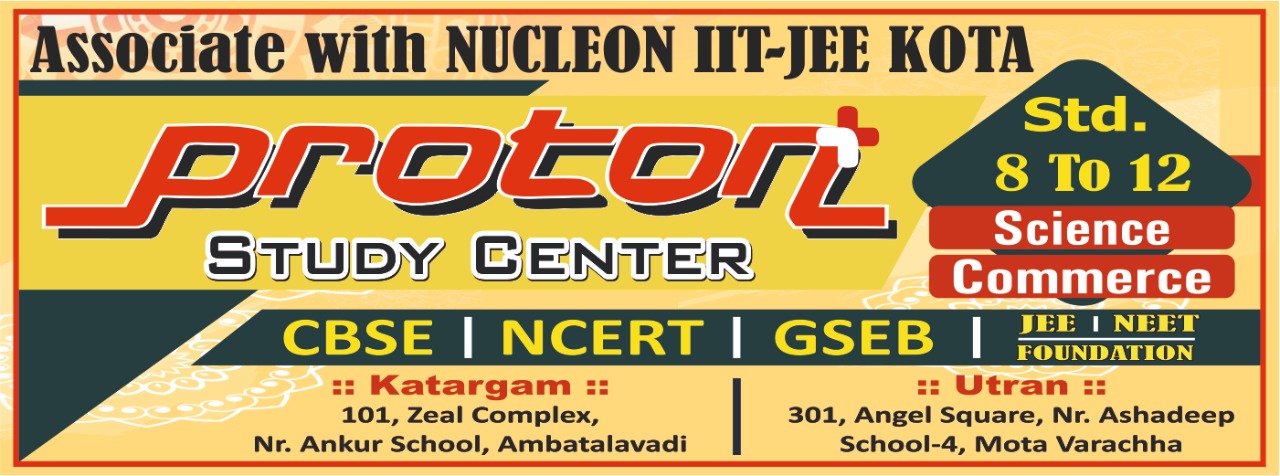 Associate with NUCLEON IIT-JEE KOTA
proton
STUDY CENTER
Std.
8 To 12
Science
Commerce
CBSE | NCERT | GSEB |
JEE | NEET
FOUNDATION
:: Katargam ::
101, Zeal Complex,
Nr. Ankur School, Ambatalavadi
:: Utran ::
301, Angel Square, Nr. Ashadeep
School-4, Mota Varachha